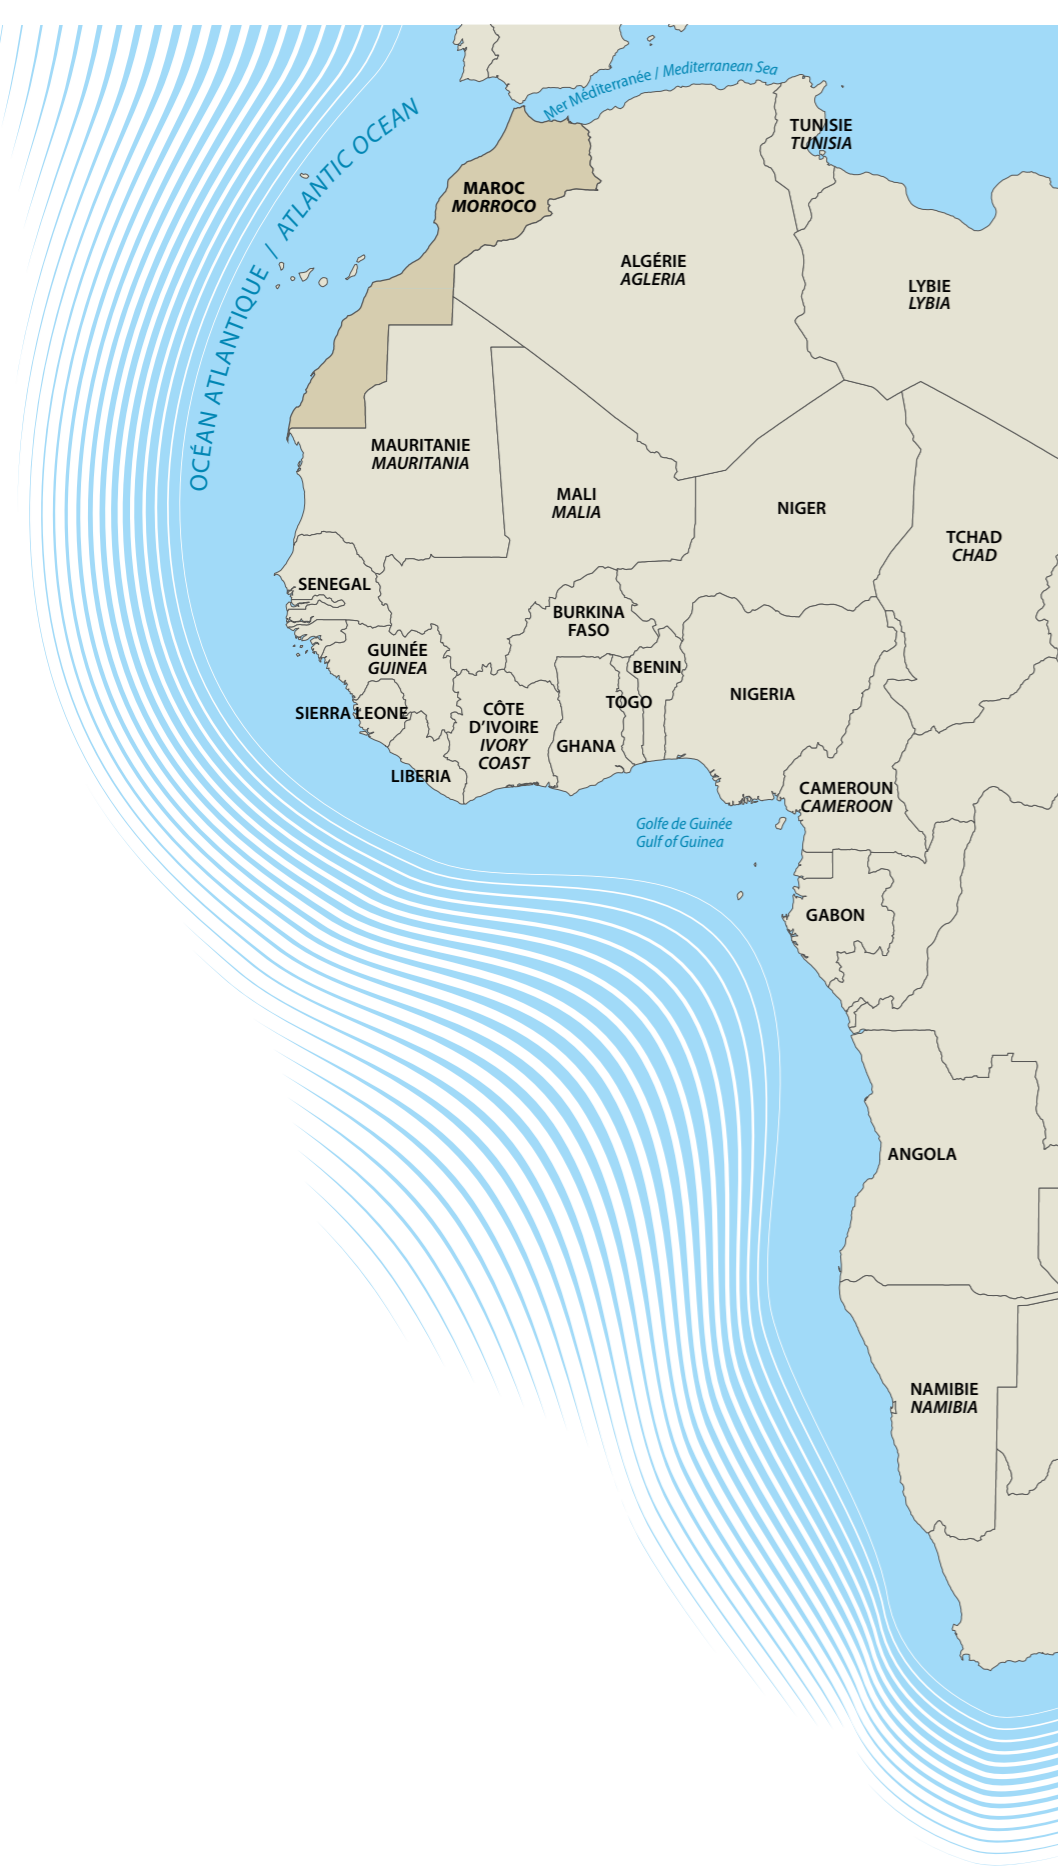 Mer Méditerranée / Mediterranean Sea
OCÉAN ATLANTIQUE / ATLANTIC OCEAN
TUNISIE
TUNISIA
MAROC
MORROCO
ALGÉRIE
AGLERIA
LYBIE
LYBIA
MAURITANIE
MAURITANIA
MALI
MALIA
NIGER
TCHAD
CHAD
SENEGAL
BURKINA
FASO
GUINÉE
GUINEA
BENIN
NIGERIA
TOGO
SIERRA LEONE
CÔTE
D'IVOIRE
IVORY
COAST
GHANA
LIBERIA
CAMEROUN
CAMEROON
Golfe de Guinée
Gulf of Guinea
GABON
ANGOLA
NAMIBIE
NAMIBIA